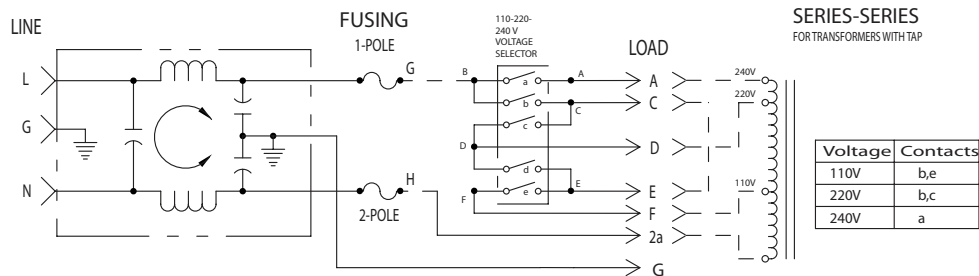 LINE
FUSING
1-POLE
110-220-
240 V
VOLTAGE
SELECTOR
LOAD
SERIES-SERIES
FOR TRANSFORMERS WITH TAP
L
G
B
a
A
A
240V
b
C
C
220V
G
c
D
D
Voltage Contacts
110V b,e
220V b,c
240V a
d
N
H
e
E
E
110V
F
F
2-POLE
2a
G